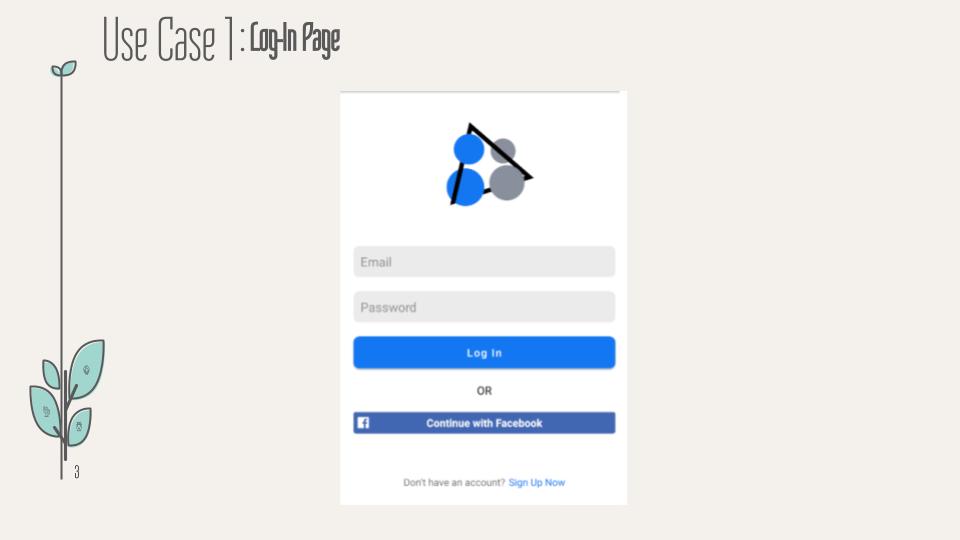 Use Case 1: Log-In Page
Email
Password
Log In
OR
Continue with Facebook
Don't have an account? Sign Up Now
3